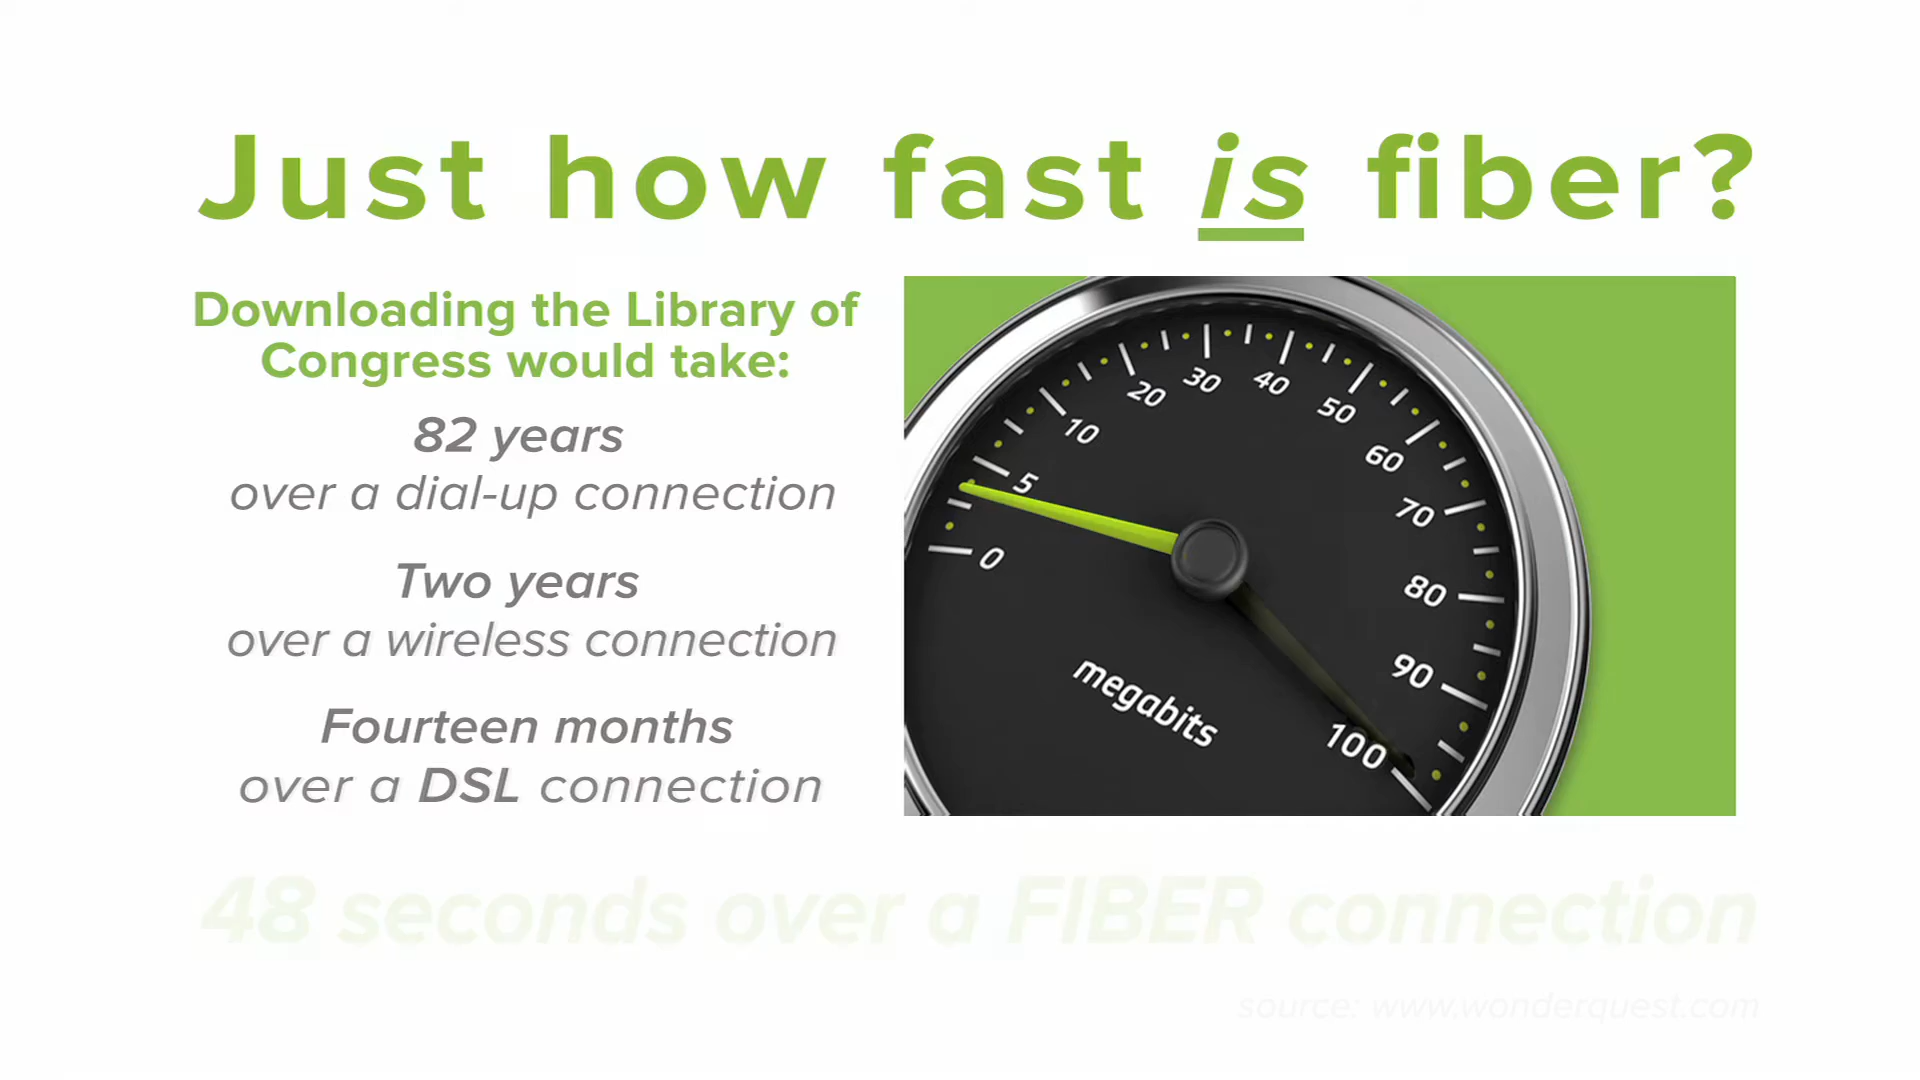 Just how fast is fiber?
Downloading the Library of
Congress would take:
82 years
over a dial-up connection
Two years
over a wireless connection
Fourteen months
over a DSL connection
0
5
10
20
30
40
50
60
70
80
90
100
megabits
48 seconds over a FIBER connection
source: www.wonderquest.com